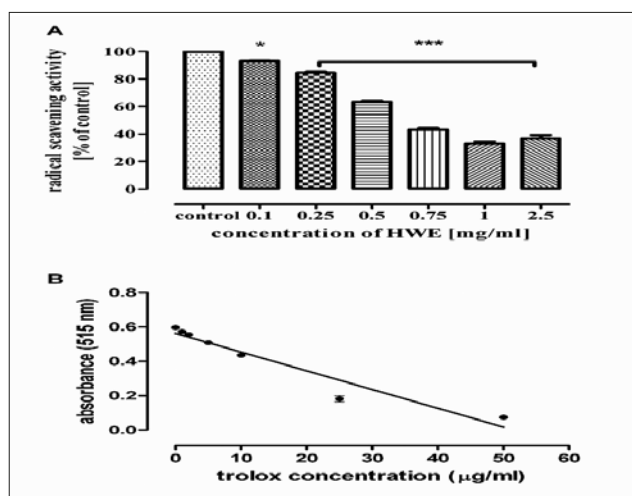 A
* ***
radical scavening activity
[% of control]
100
80
60
40
20
0
control 0.1 0.25 0.5 0.75 1 2.5
concentration of HWE [mg/ml]
B
absorbance (515 nm)
0.8
0.6
0.4
0.2
0.0
0 10 20 30 40 50 60
trolox concentration (µg/ml)